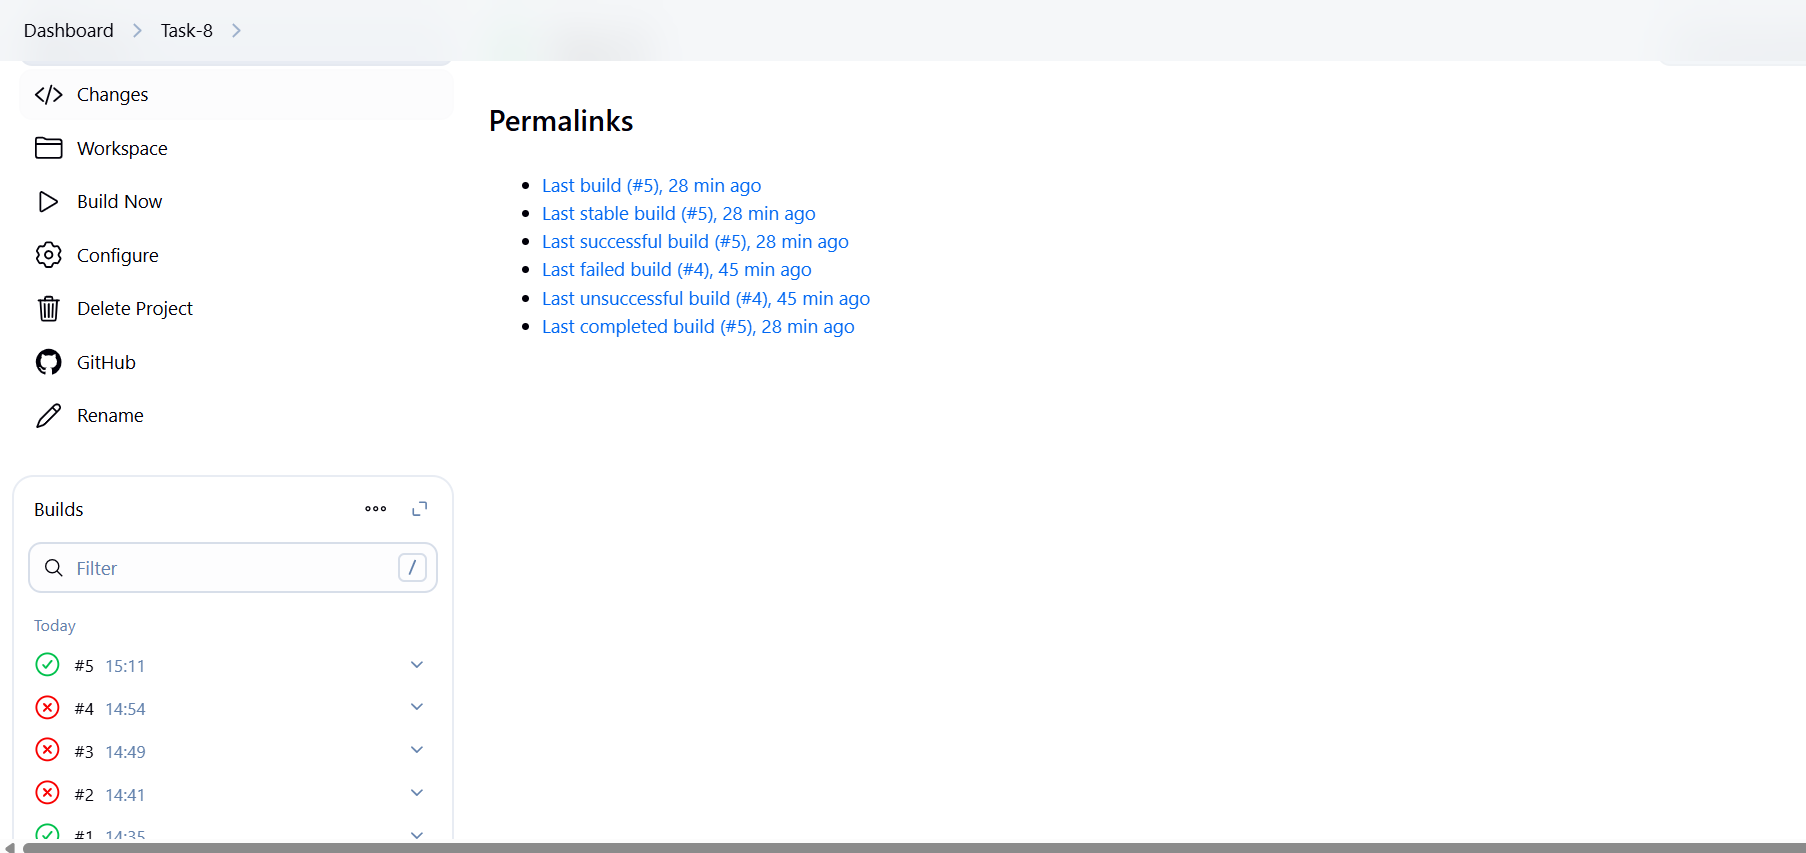 Dashboard > Task-8 >
Changes
Workspace
Build Now
Configure
Delete Project
GitHub
Rename
Permalinks
Last build (#5), 28 min ago
Last stable build (#5), 28 min ago
Last successful build (#5), 28 min ago
Last failed build (#4), 45 min ago
Last unsuccessful build (#4), 45 min ago
Last completed build (#5), 28 min ago
Builds
Filter /
Today
#5 15:11
#4 14:54
#3 14:49
#2 14:41
#1 14:35